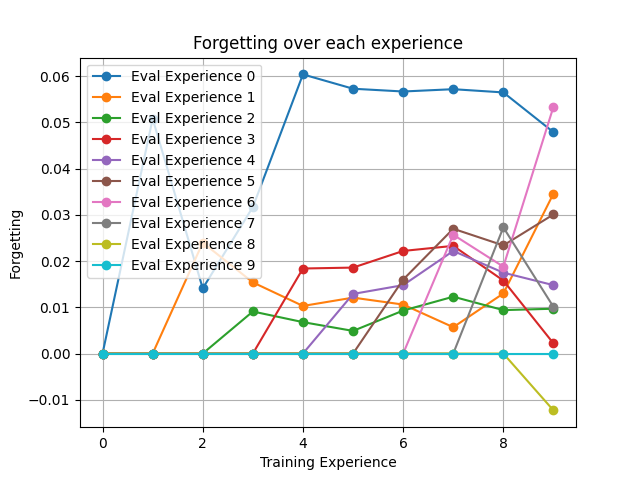 Forgetting over each experience
Eval Experience 0
Eval Experience 1
Eval Experience 2
Eval Experience 3
Eval Experience 4
Eval Experience 5
Eval Experience 6
Eval Experience 7
Eval Experience 8
Eval Experience 9
0.06
0.05
0.04
0.03
0.02
0.01
0.00
−0.01
Forgetting
0 2 4 6 8
Training Experience